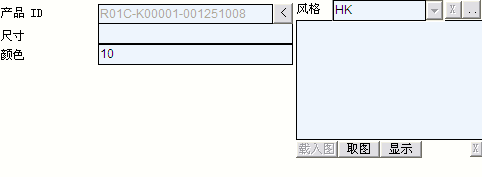 产品 ID R01C-K00001-001251008 <
尺寸
颜色 10
风格 HK X ..
载入图 取图 显示 X